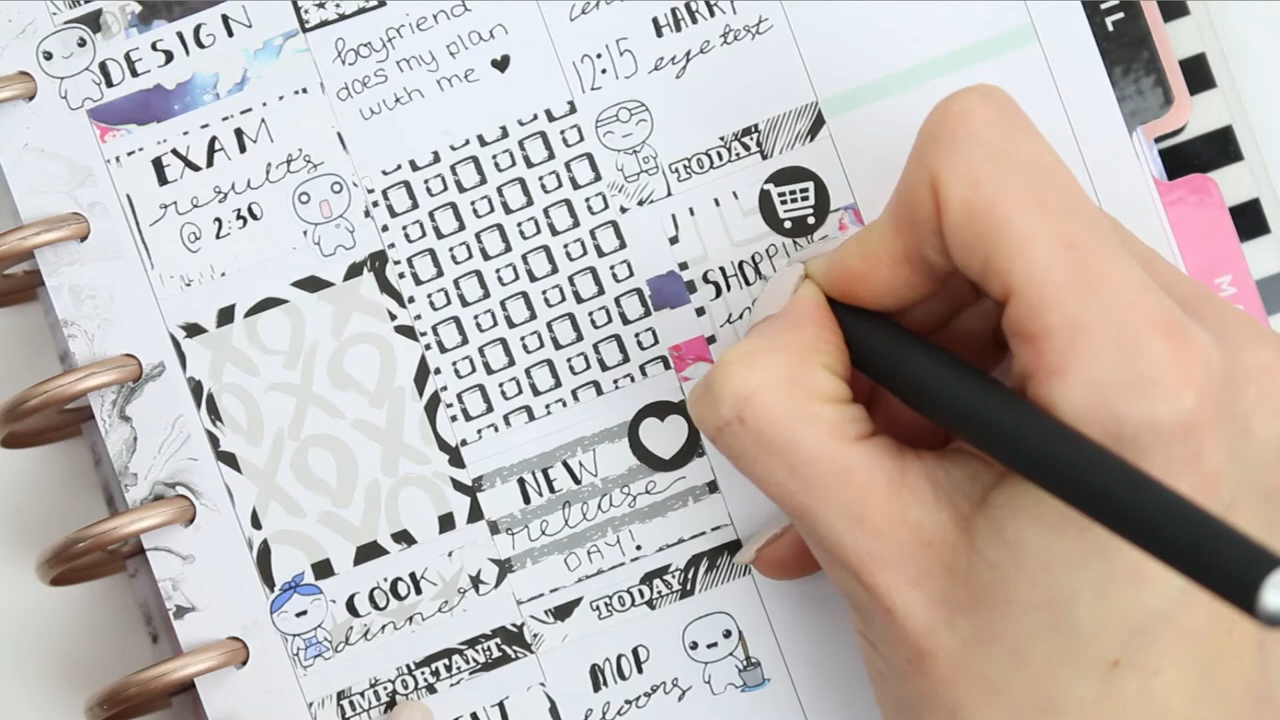 DESIGN
EXAM
results
@ 2:30
XOXO
COOK
dinner
IMPORTANT
boyfriend
does my plan
with me ♥
NEW
release
DAY!
TODAY
MOP
floors
HARRY
12:15 eye test
TODAY
SHOPPING